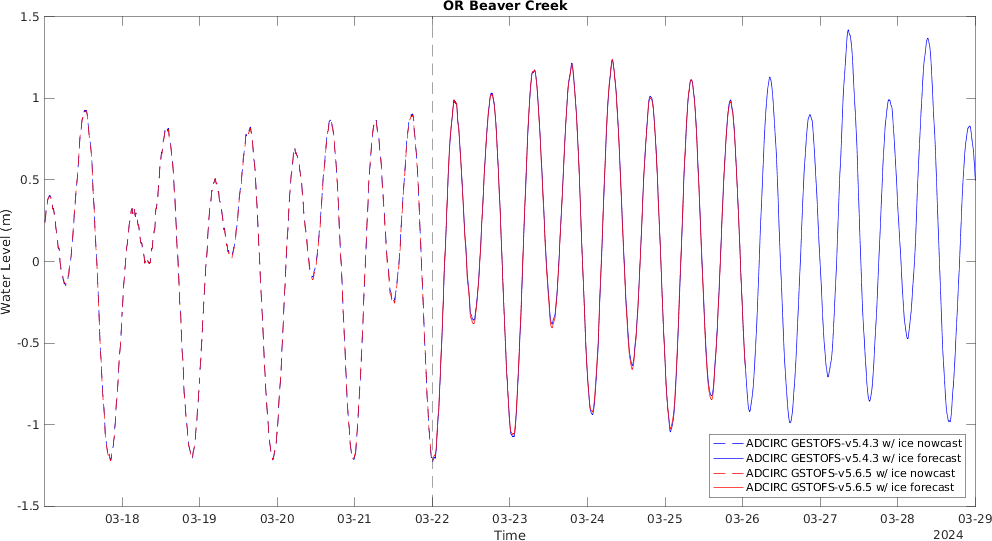 OR Beaver Creek
1.5
1
0.5
0
-0.5
-1
-1.5
Water Level (m)
03-18 03-19 03-20 03-21 03-22 03-23 03-24 03-25 03-26 03-27 03-28 03-29
Time
2024
ADCIRC GESTOFS-v5.4.3 w/ ice nowcast
ADCIRC GESTOFS-v5.4.3 w/ ice forecast
ADCIRC GSTOFS-v5.6.5 w/ ice nowcast
ADCIRC GSTOFS-v5.6.5 w/ ice forecast